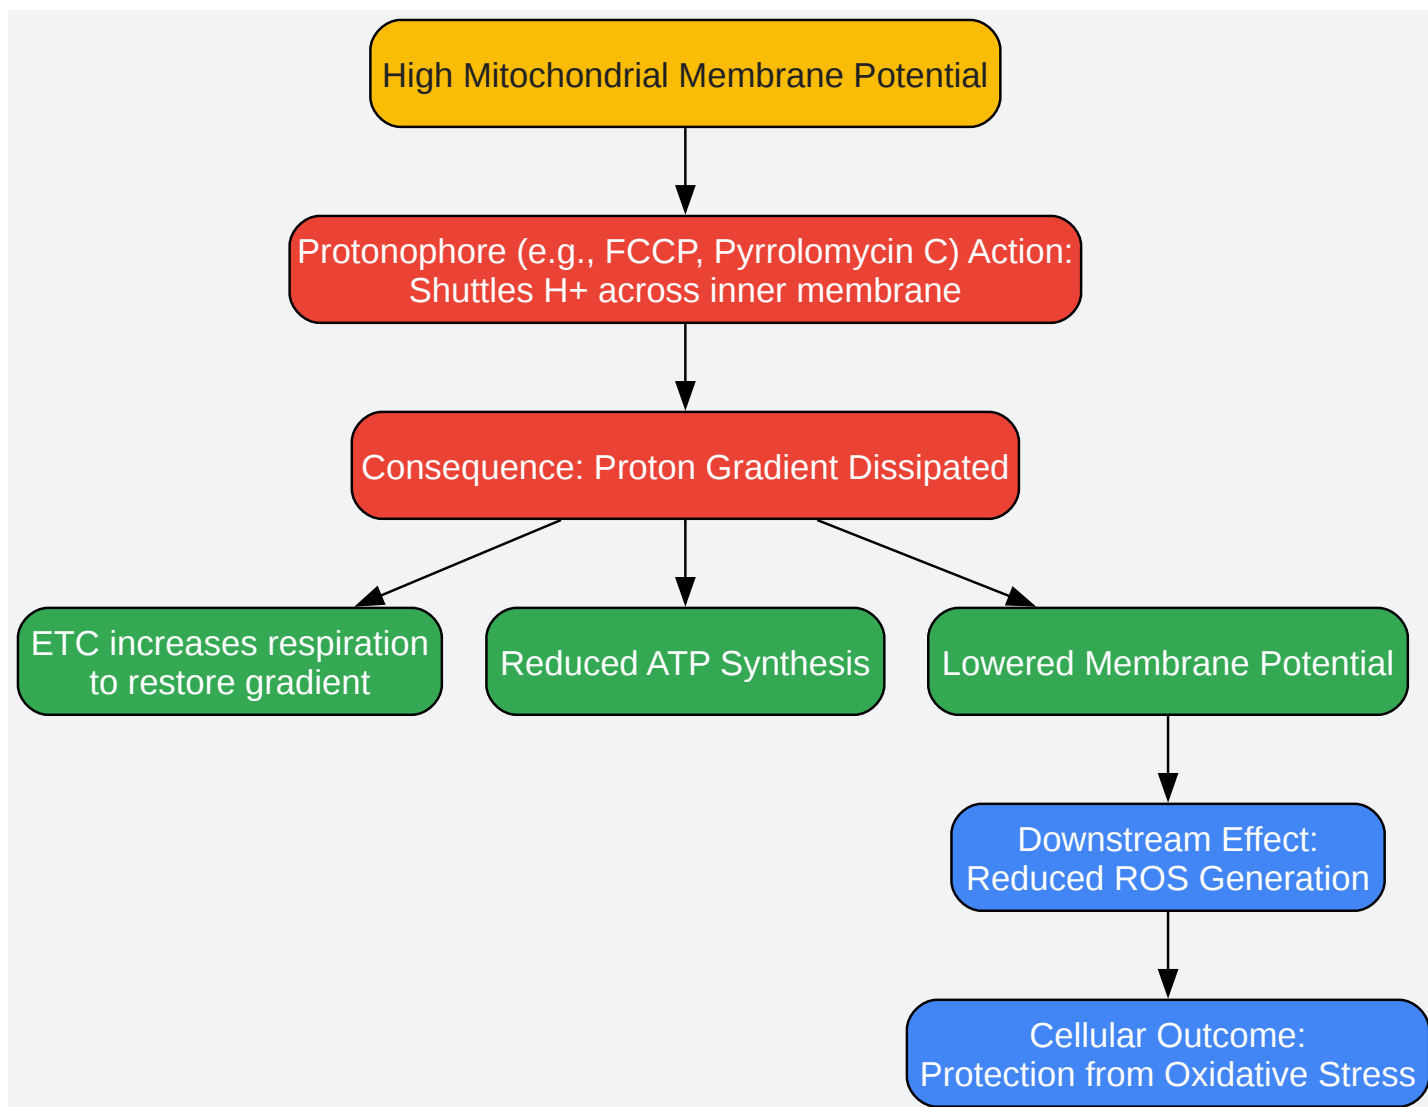 High Mitochondrial Membrane Potential
Protonophore (e.g., FCCP, Pyrrolomycin C) Action:
Shuttles H+ across inner membrane
Consequence: Proton Gradient Dissipated
ETC increases respiration
to restore gradient
Reduced ATP Synthesis
Lowered Membrane Potential
Downstream Effect:
Reduced ROS Generation
Cellular Outcome:
Protection from Oxidative Stress